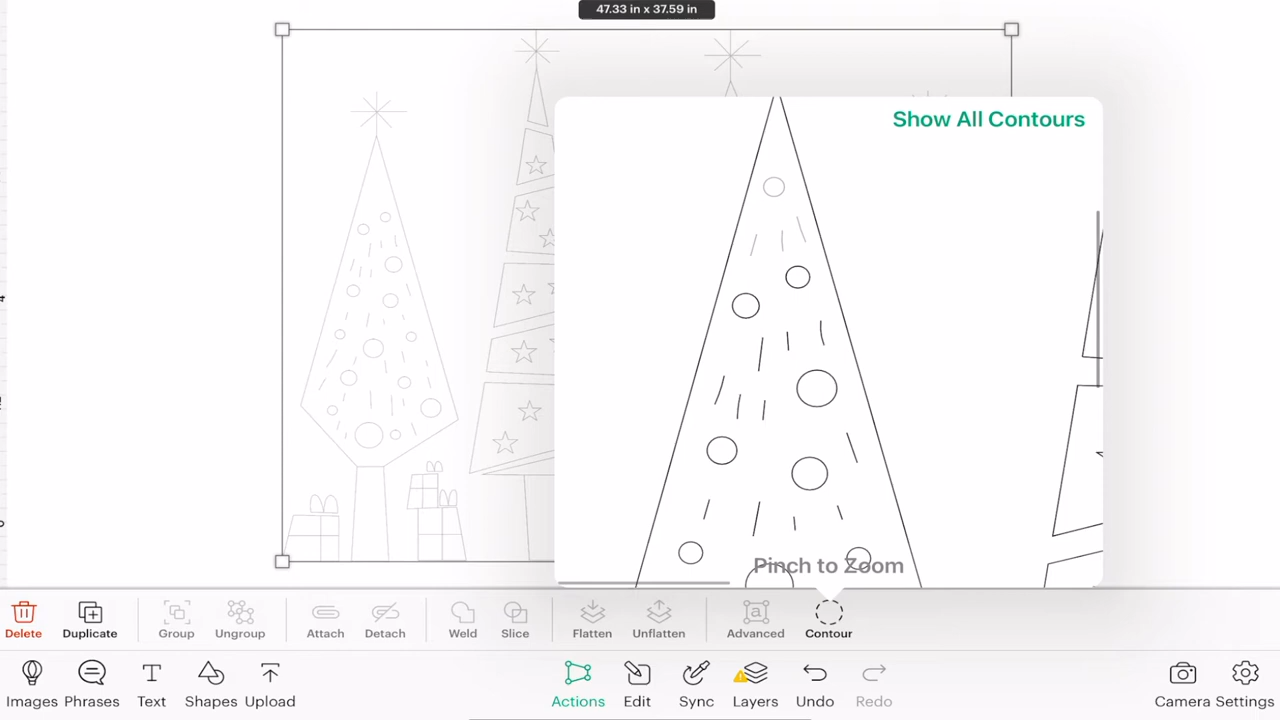 47.33 in x 37.59 in
Show All Contours
Pinch to Zoom
Delete Duplicate Group Ungroup Attach Detach Weld Slice Flatten Unflatten Advanced Contour
Images Phrases Text Shapes Upload Actions Edit Sync Layers Undo Redo Camera Settings